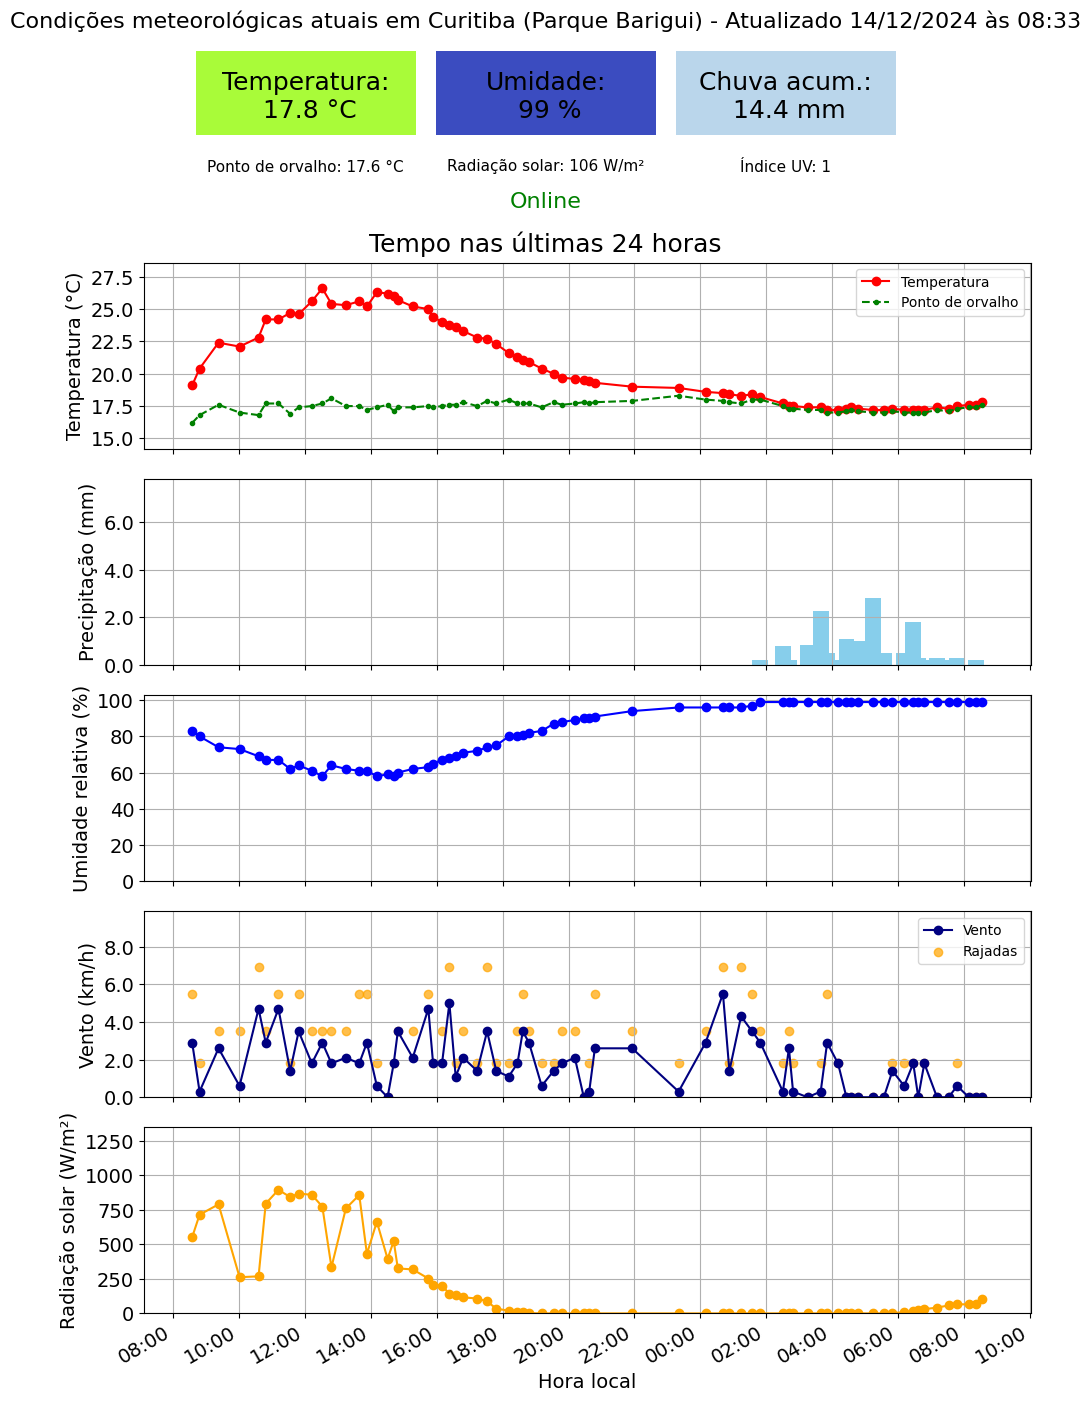 Condições meteorológicas atuais em Curitiba (Parque Barigui) - Atualizado 14/12/2024 às 08:33
Temperatura:
17.8 °C
Umidade:
99 %
Chuva acum.:
14.4 mm
Ponto de orvalho: 17.6 °C
Radiação solar: 106 W/m²
Índice UV: 1
Online
Tempo nas últimas 24 horas
Temperatura (°C)
27.5
25.0
22.5
20.0
17.5
15.0
Temperatura
Ponto de orvalho
Precipitação (mm)
6.0
4.0
2.0
0.0
Umidade relativa (%)
100
80
60
40
20
0
Vento (km/h)
8.0
6.0
4.0
2.0
0.0
Vento
Rajadas
Radiação solar (W/m²)
1250
1000
750
500
250
0
08:00
10:00
12:00
14:00
16:00
18:00
20:00
22:00
00:00
02:00
04:00
06:00
08:00
10:00
Hora local